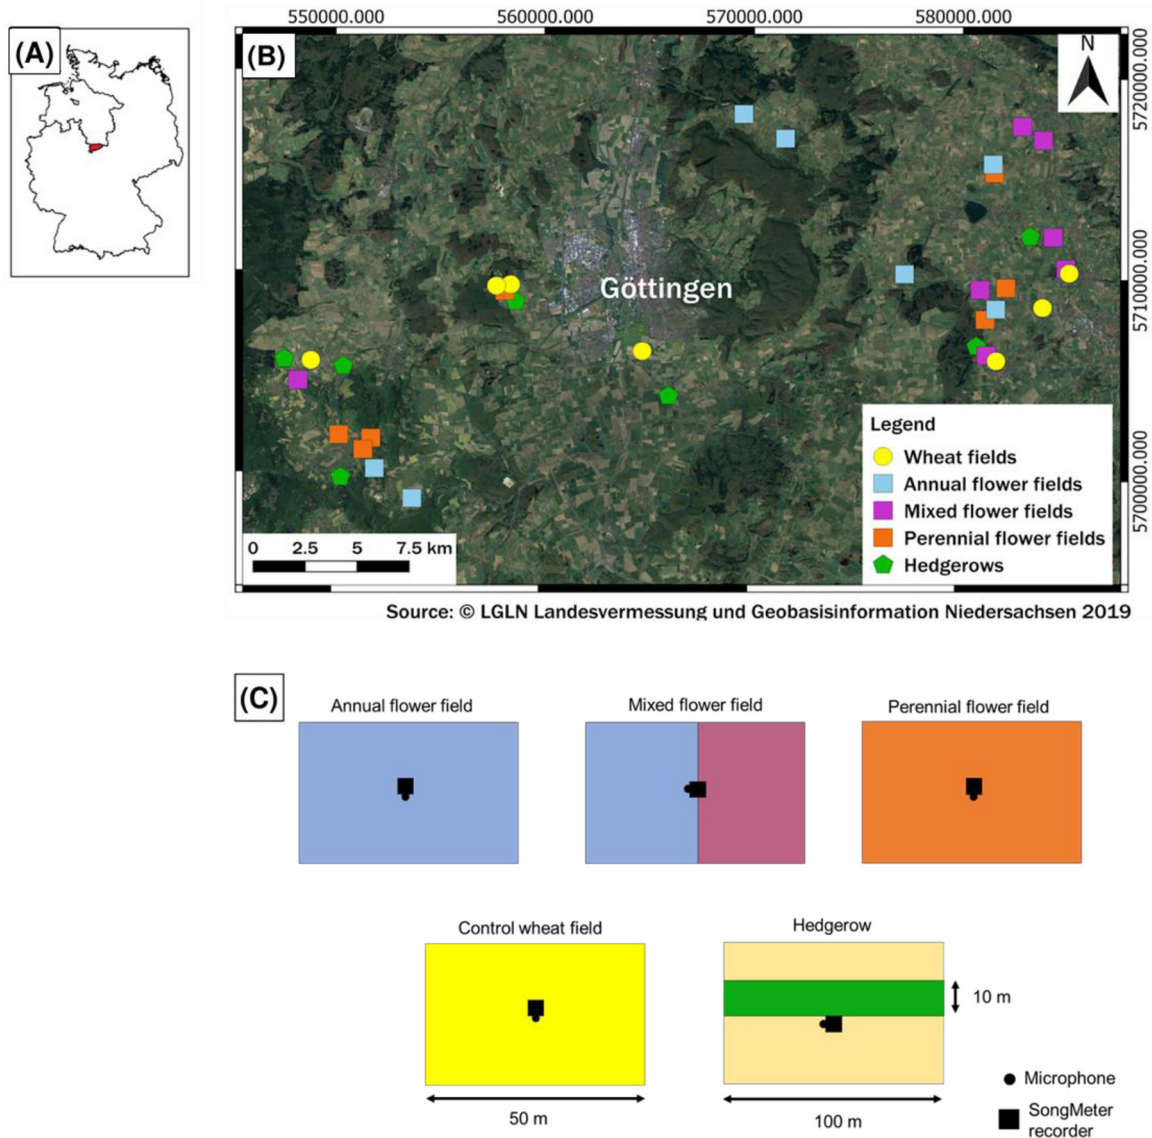 (A)
550000.000 560000.000 570000.000 580000.000
(B)
N
5720000.000
5710000.000
5700000.000
Göttingen
Legend
Wheat fields
Annual flower fields
Mixed flower fields
Perennial flower fields
Hedgerows
0 2.5 5 7.5 km
Source: © LGLN Landesvermessung und Geobasisinformation Niedersachsen 2019
(C)
Annual flower field
Mixed flower field
Perennial flower field
Control wheat field
Hedgerow
10 m
50 m
100 m
Microphone
SongMeter
recorder